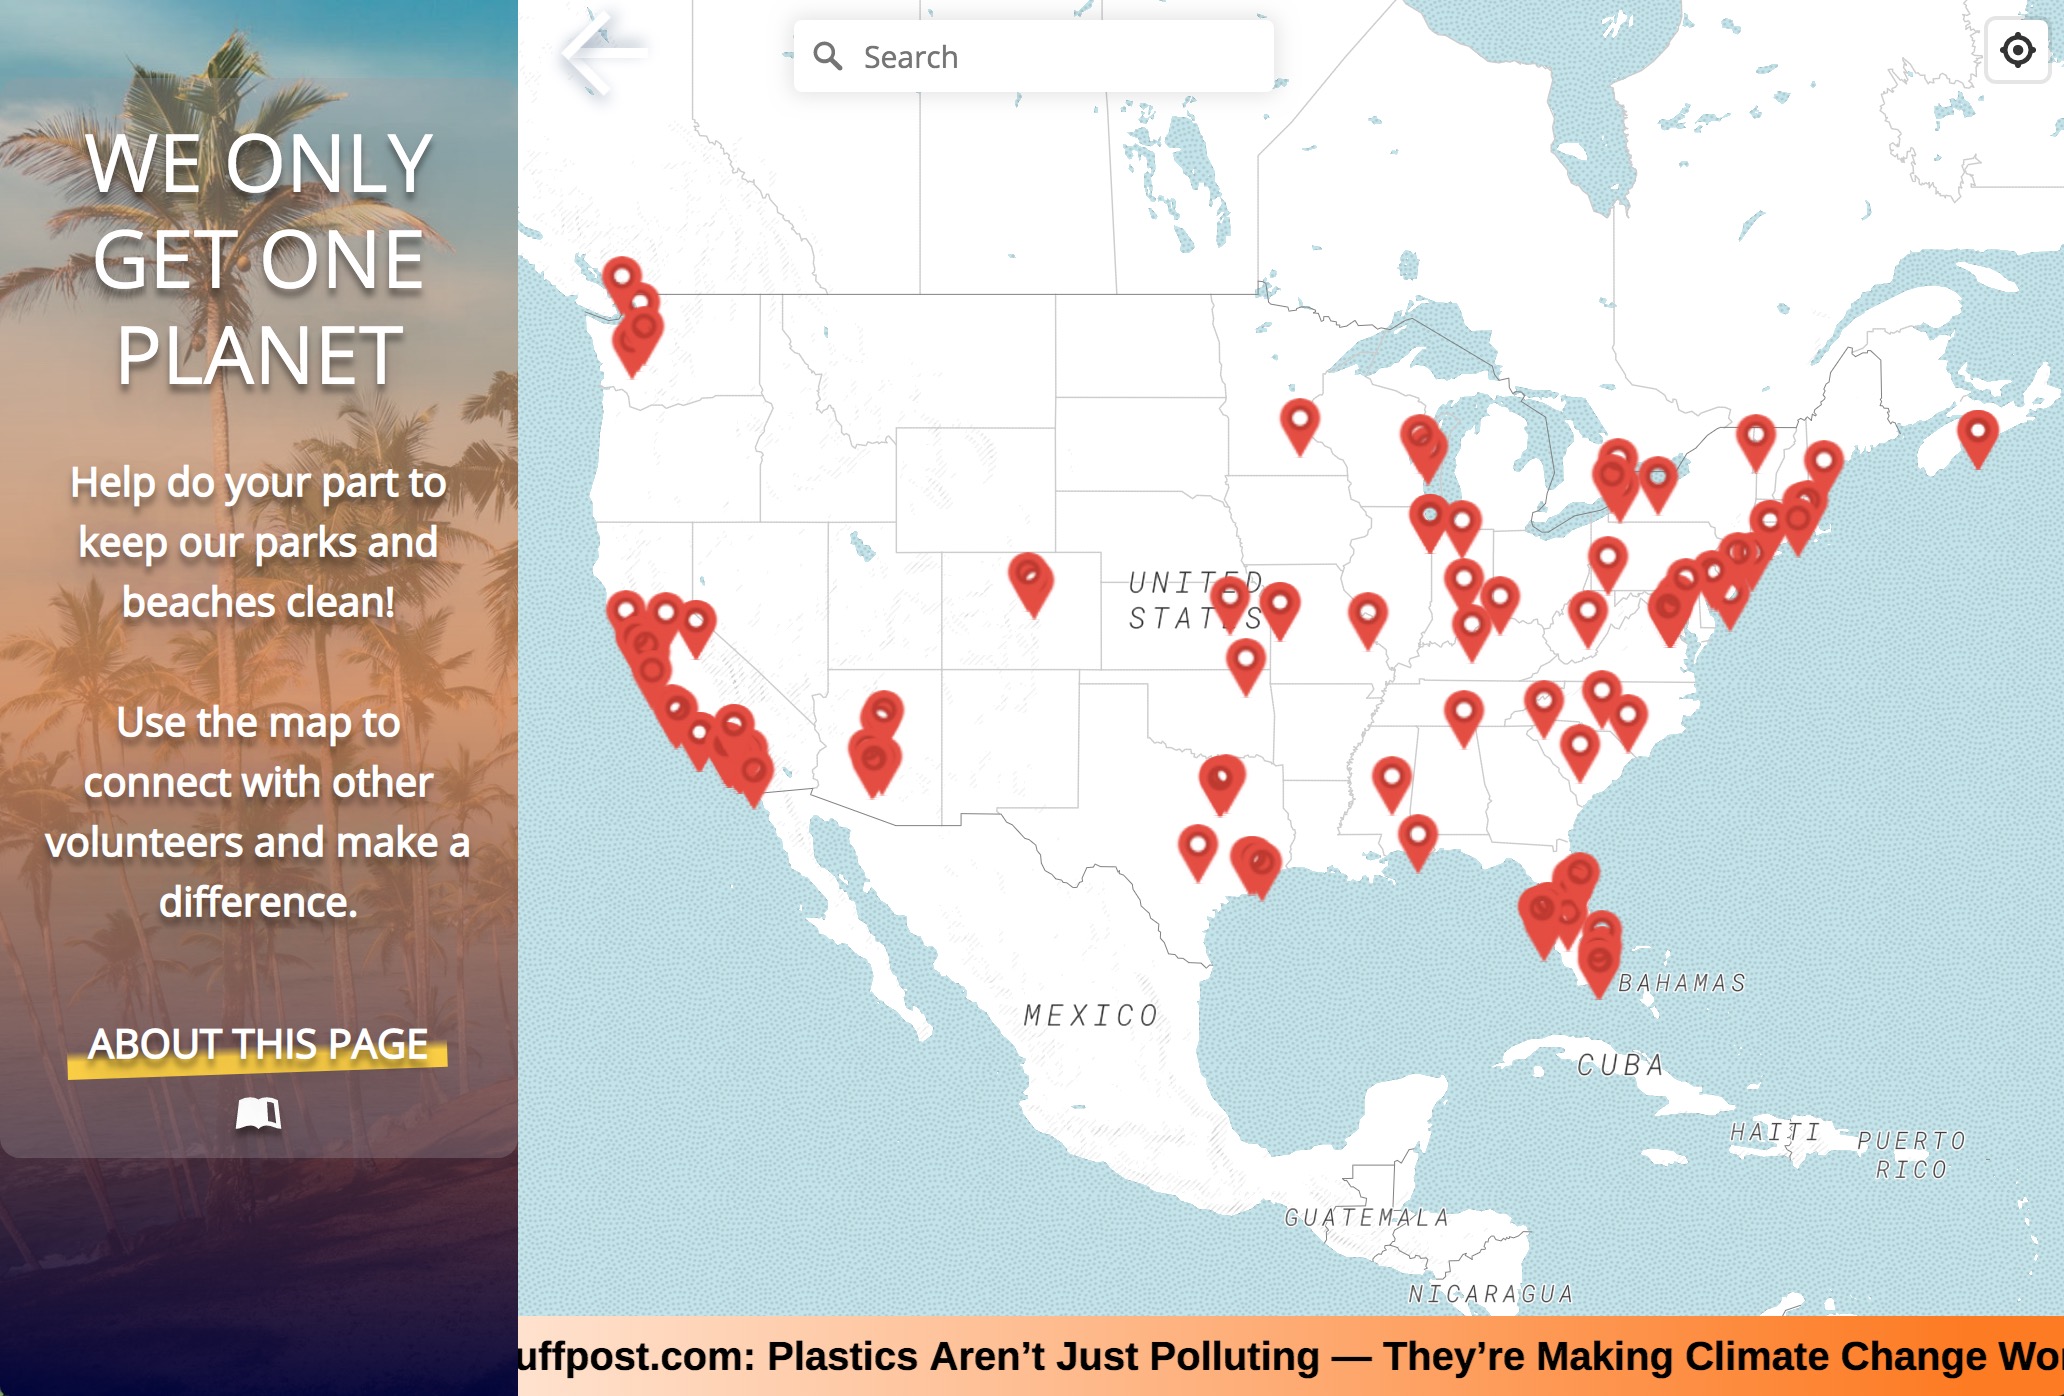 WE ONLY
GET ONE
PLANET
Help do your part to
keep our parks and
beaches clean!
Use the map to
connect with other
volunteers and make a
difference.
ABOUT THIS PAGE
Search
UNITED
STATES
MEXICO
BAHAMAS
CUBA
HAITI
PUERTO
RICO
GUATEMALA
NICARAGUA
uffpost.com: Plastics Aren’t Just Polluting — They’re Making Climate Change Wor